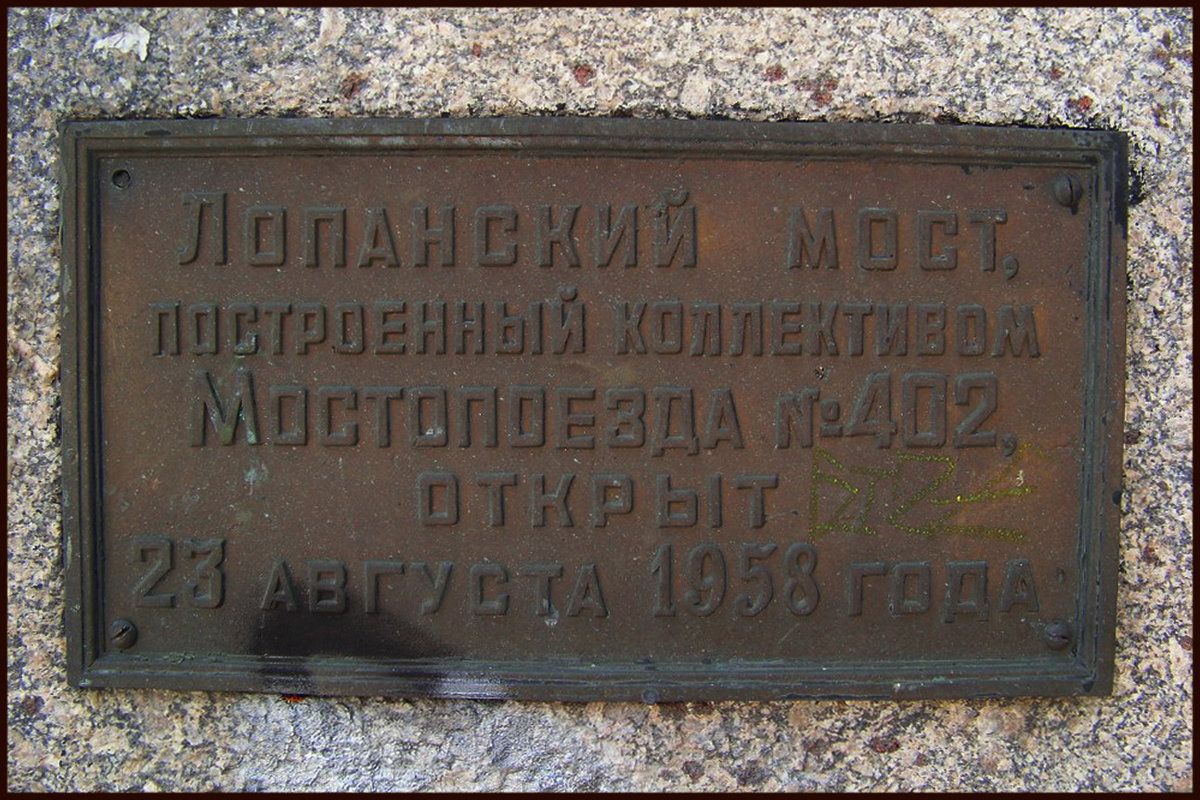 Лопанский мост,
построенный коллективом
Мостопоезда №402,
открыт
23 августа 1958 года